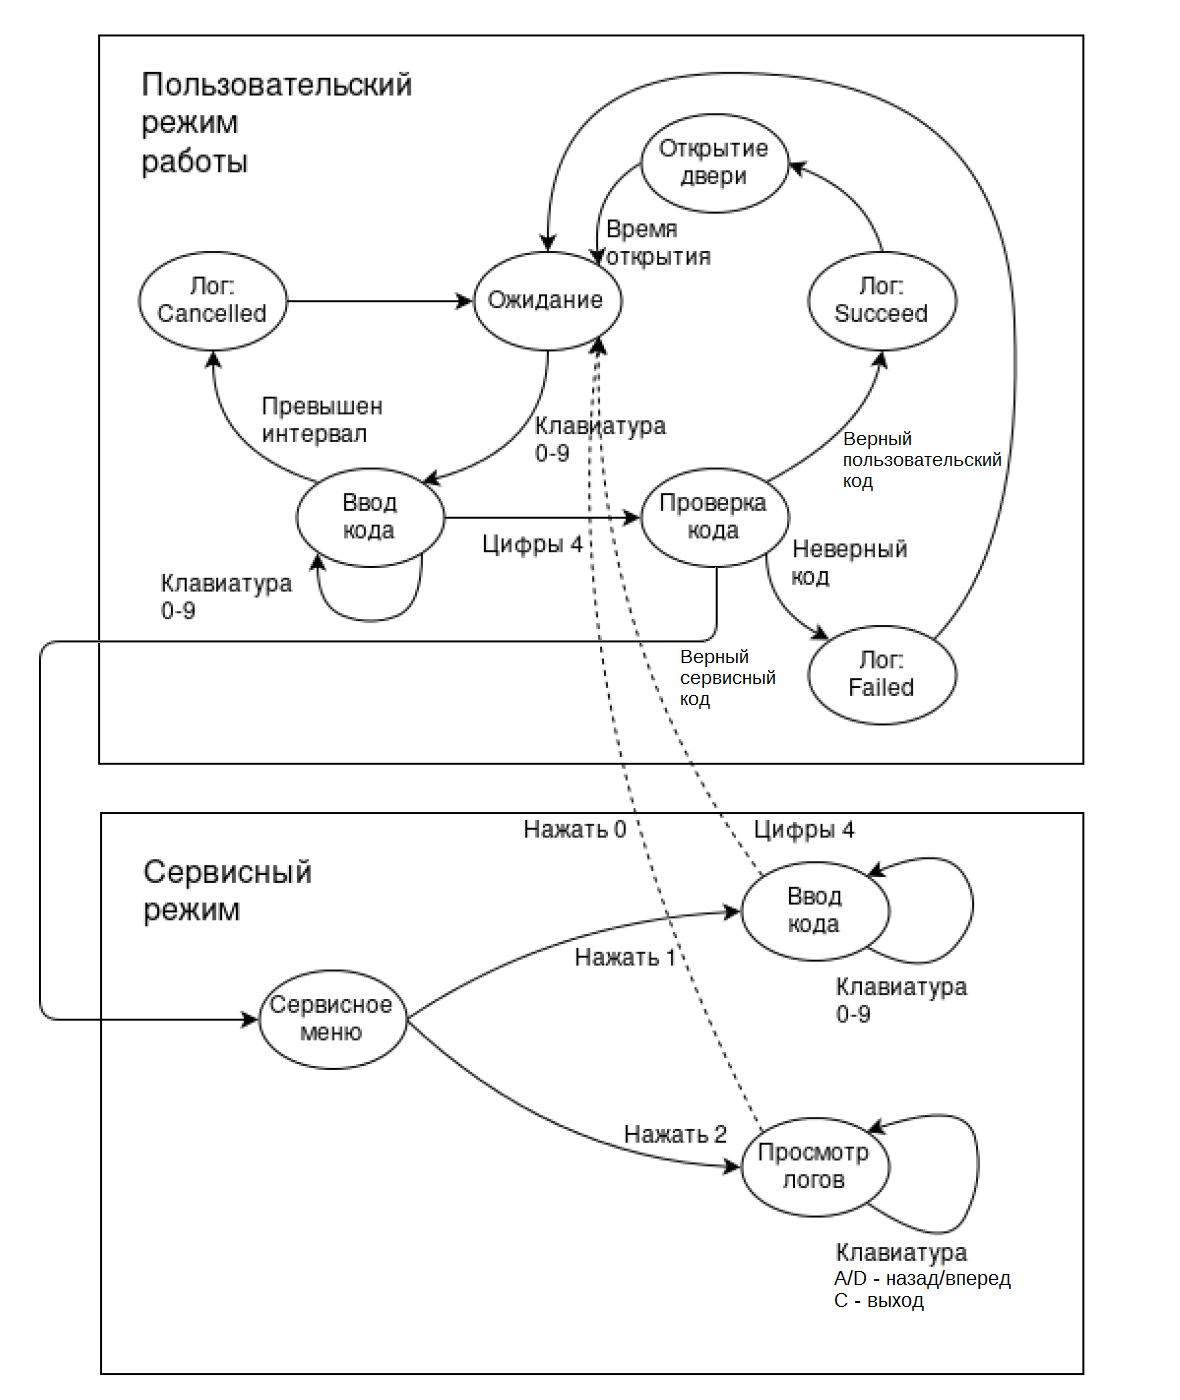 Пользовательский
режим
работы
Открытие
двери
Время
открытия
Лог:
Cancelled
Ожидание
Лог:
Succeed
Превышен
интервал
Клавиатура
0-9
Верный
пользовательский
код
Ввод
кода
Проверка
кода
Цифры 4
Неверный
код
Клавиатура
0-9
Верный
сервисный
код
Лог:
Failed
Нажать 0
Цифры 4
Сервисный
режим
Ввод
кода
Нажать 1
Клавиатура
0-9
Сервисное
меню
Нажать 2
Просмотр
логов
Клавиатура
A/D - назад/вперед
C - выход